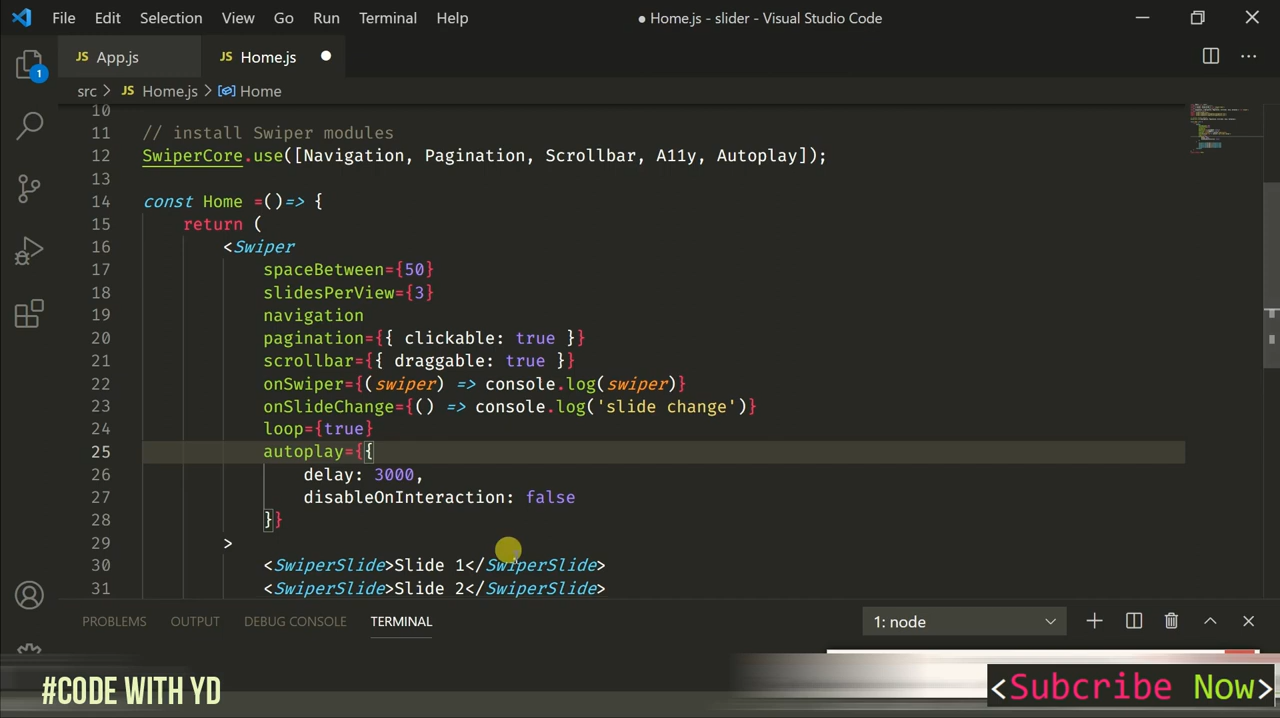 File Edit Selection View Go Run Terminal Help ● Home.js - slider - Visual Studio Code
JS App.js JS Home.js ●
src > JS Home.js > Home
1
10
11 // install Swiper modules
12 SwiperCore.use([Navigation, Pagination, Scrollbar, A11y, Autoplay]);
13
14 const Home =()=> {
15 return (
16 <Swiper
17 spaceBetween={50}
18 slidesPerView={3}
19 navigation
20 pagination={{ clickable: true }}
21 scrollbar={{ draggable: true }}
22 onSwiper={(swiper) => console.log(swiper)}
23 onSlideChange={() => console.log('slide change')}
24 loop={true}
25 autoplay={{
26 delay: 3000,
27 disableOnInteraction: false
28 }}
29 >
30 <SwiperSlide>Slide 1</SwiperSlide>
31 <SwiperSlide>Slide 2</SwiperSlide>
PROBLEMS OUTPUT DEBUG CONSOLE TERMINAL 1: node
#CODE WITH YD
<Subcribe Now>